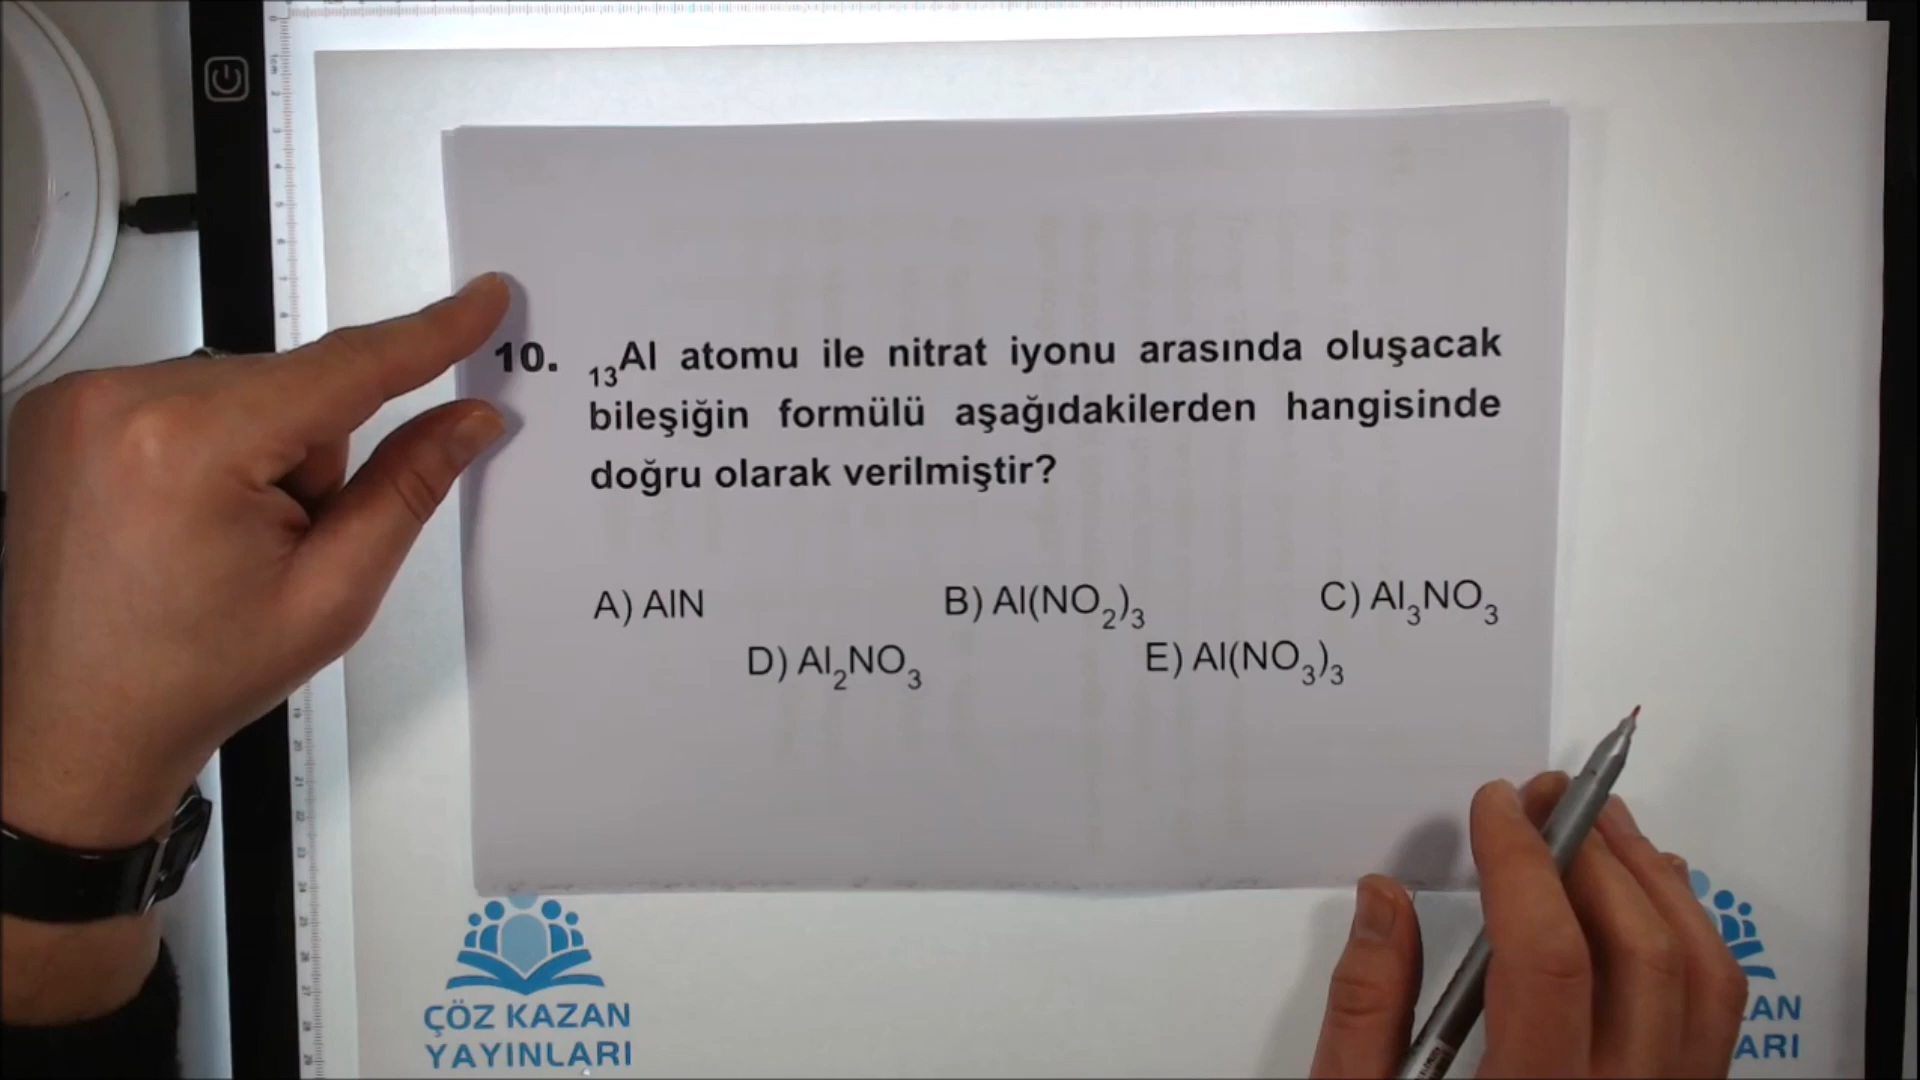 10. ₁₃Al atomu ile nitrat iyonu arasında oluşacak
bileşiğin formülü aşağıdakilerden hangisinde
doğru olarak verilmiştir?
A) AlN B) Al(NO₂)₃ C) Al₃NO₃
D) Al₂NO₃ E) Al(NO₃)₃
ÇÖZ KAZAN
YAYINLARI